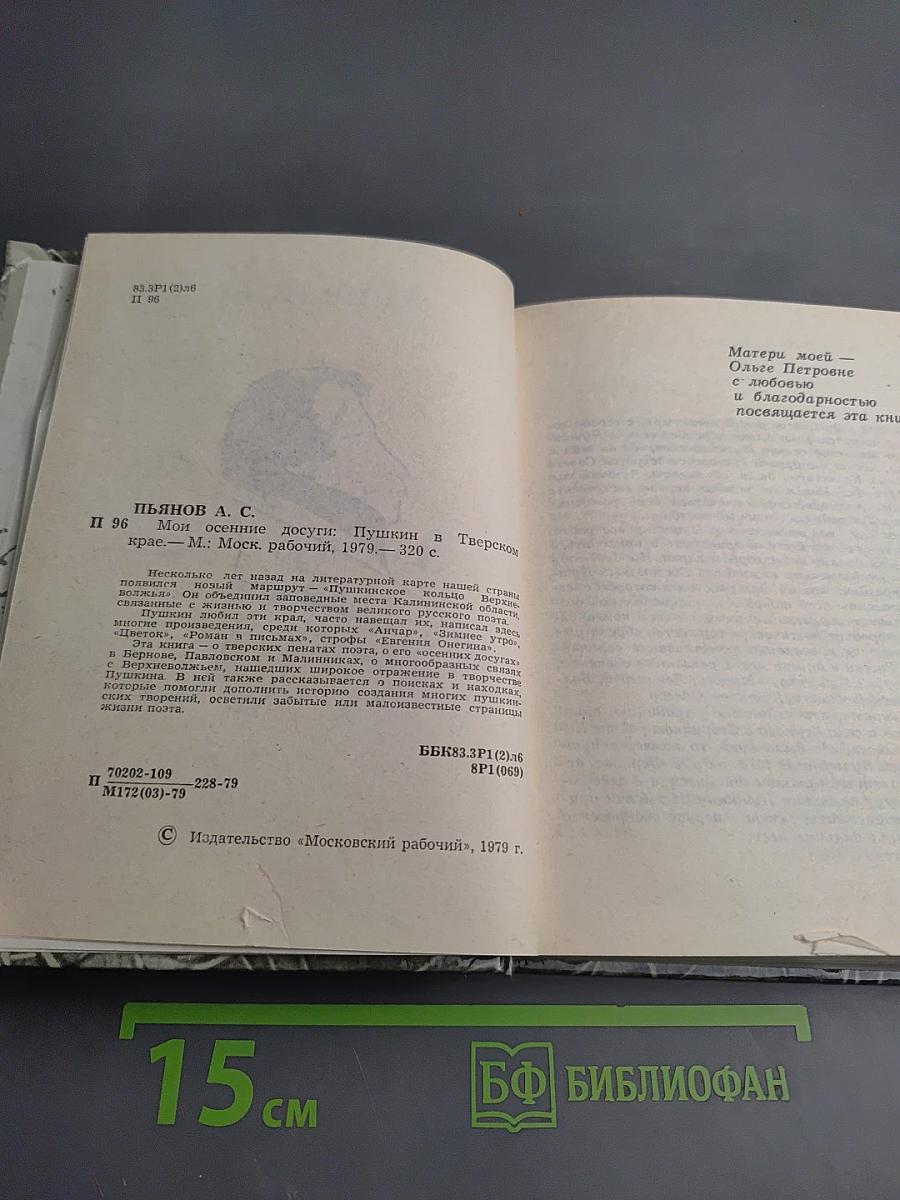 83.3Р1(2)л6
П 96
ПЬЯНОВ А. С.
П 96 Мои осенние досуги: Пушкин в Тверском
крае.— М.: Моск. рабочий, 1979.— 320 с.
Несколько лет назад на литературной карте нашей страны
появился новый маршрут — «Пушкинское кольцо Верхне-
волжья». Он объединил заповедные места Калининской области,
связанные с жизнью и творчеством великого русского поэта.
Пушкин любил эти края, часто навещал их, написал здесь
многие произведения, среди которых «Анчар», «Зимнее утро»,
«Цветок», «Роман в письмах», строфы «Евгения Онегина».
Эта книга — о тверских пенатах поэта, о его «осенних досугах»
в Бернове, Павловском и Малинниках, о многообразных связях
с Верхневолжьем, нашедших широкое отражение в творчестве
Пушкина. В ней также рассказывается о поисках и находках,
которые помогли дополнить историю создания многих пушкин-
ских творений, осветили забытые или малоизвестные страницы
жизни поэта.
ББК83.3Р1(2)л6
8Р1(069)
П 70202-109
М172(03)-79 —228-79
© Издательство «Московский рабочий», 1979 г.
Матери моей —
Ольге Петровне
с любовью
и благодарностью
посвящается эта кни
15 см
БФ БИБЛИОФАН